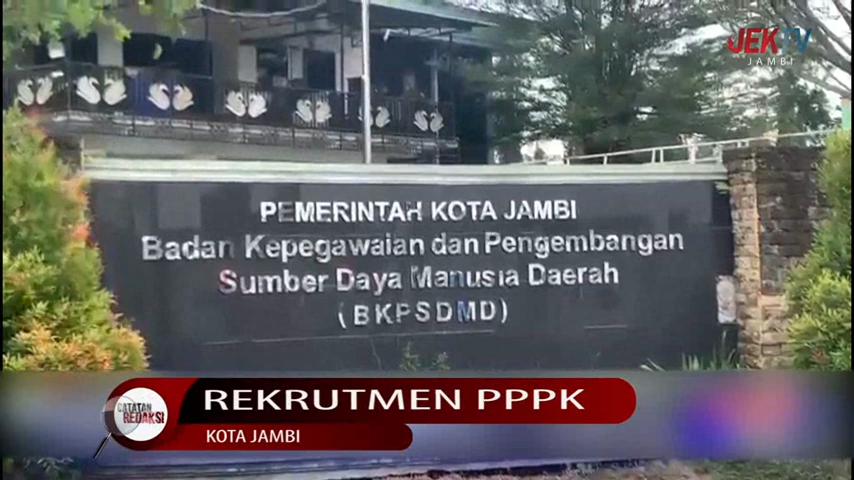 JEKTV
JAMBI
PEMERINTAH KOTA JAMBI
Badan Kepegawaian dan Pengembangan
Sumber Daya Manusia Daerah
(BKPSDMD)
CATATAN
REDAKSI
REKRUTMEN PPPK
KOTA JAMBI